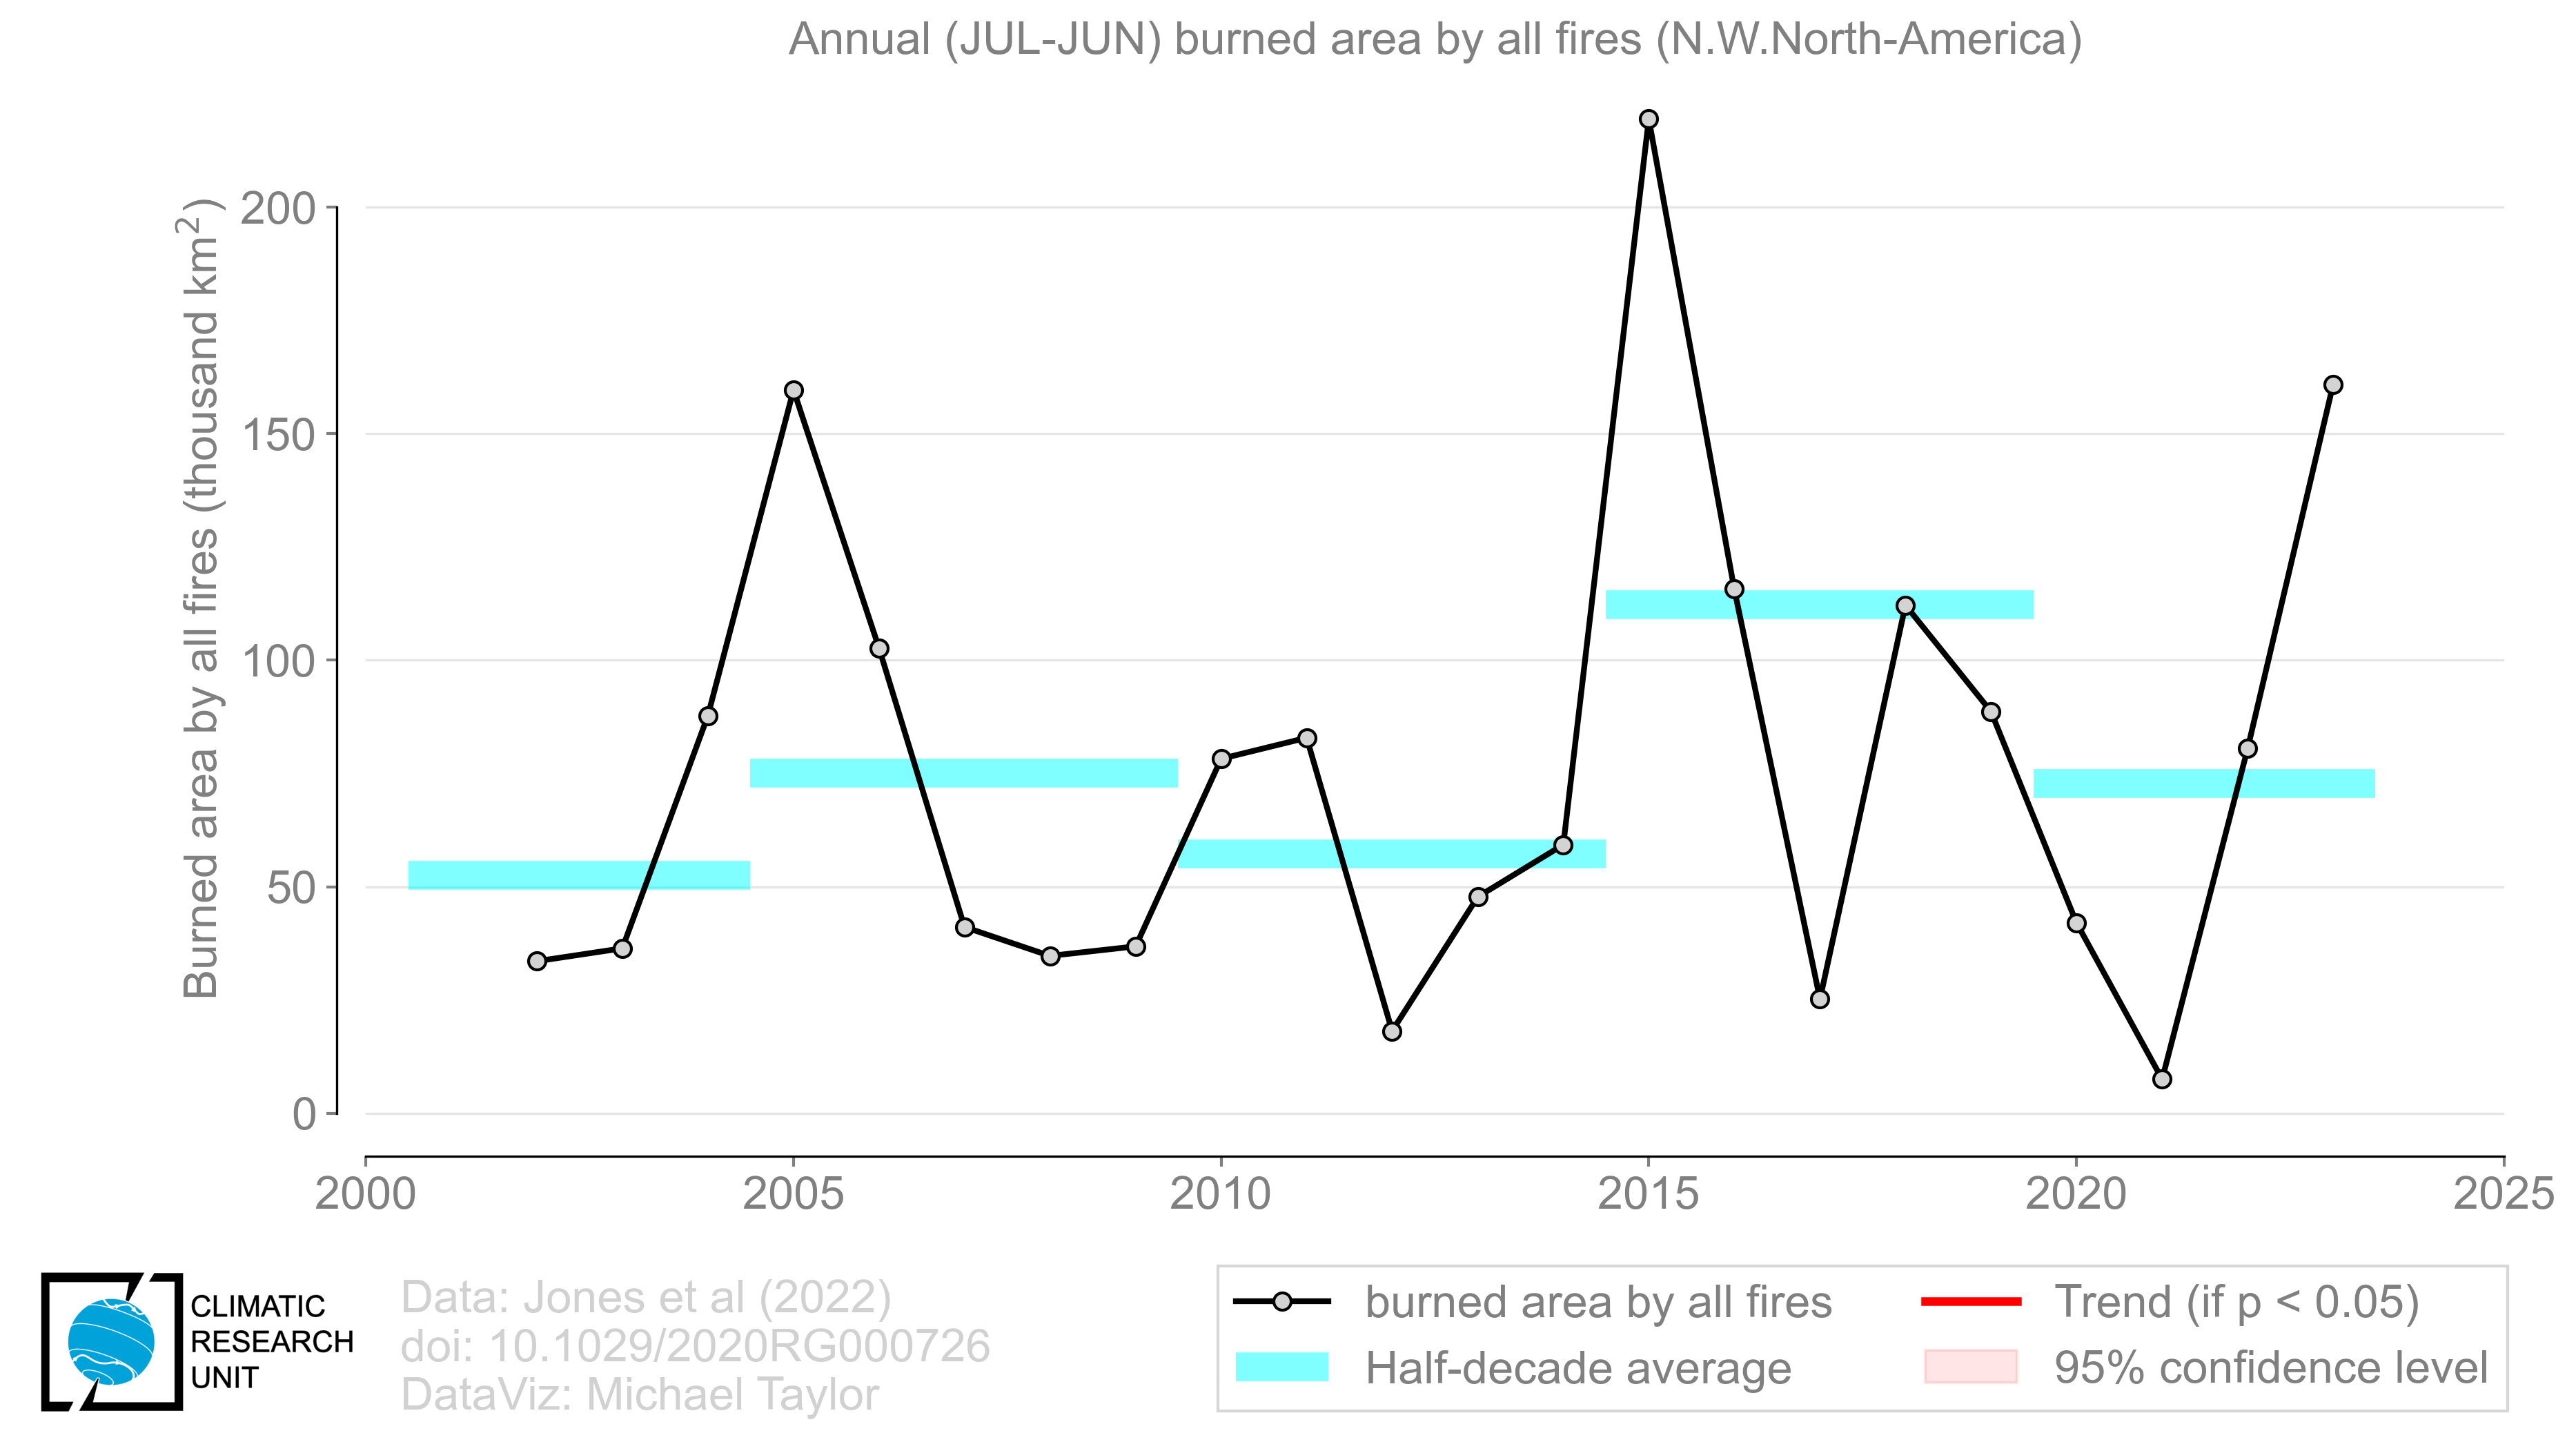 Annual (JUL-JUN) burned area by all fires (N.W.North-America)
Burned area by all fires (thousand km²)
200
150
100
50
0
2000
2005
2010
2015
2020
2025
CLIMATIC
RESEARCH
UNIT
Data: Jones et al (2022)
doi: 10.1029/2020RG000726
DataViz: Michael Taylor
burned area by all fires
Half-decade average
Trend (if p < 0.05)
95% confidence level